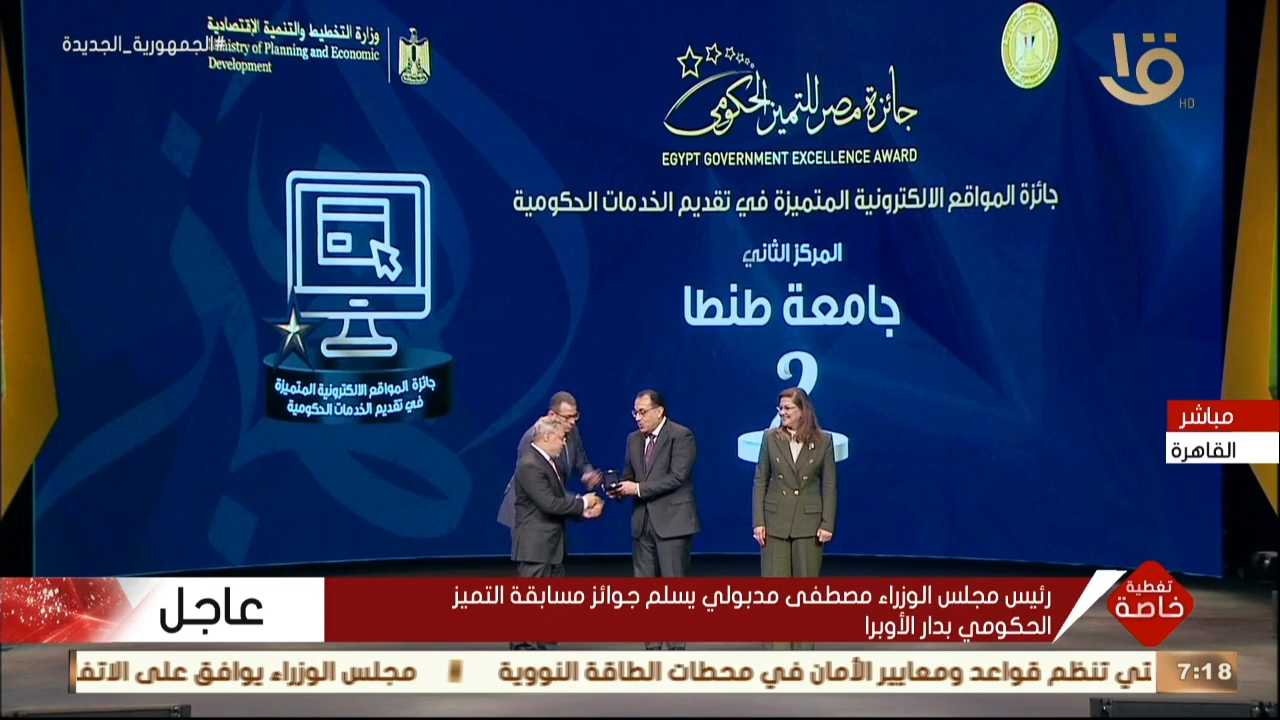 #الجمهورية_الجديدة
وزارة التخطيط والتنمية الإقتصادية
Ministry of Planning and Economic
Development
HD
جائزة مصر للتميز الحكومي
EGYPT GOVERNMENT EXCELLENCE AWARD
جائزة المواقع الالكترونية المتميزة في تقديم الخدمات الحكومية
المركز الثاني
جامعة طنطا
2
جائزة المواقع الالكترونية المتميزة
في تقديم الخدمات الحكومية
مباشر
القاهرة
تغطية
خاصة
عاجل
رئيس مجلس الوزراء مصطفى مدبولي يسلم جوائز مسابقة التميز
الحكومي بدار الأوبرا
7:18
تنظم قواعد ومعايير الأمان في محطات الطاقة النووية مجلس الوزراء يوافق على